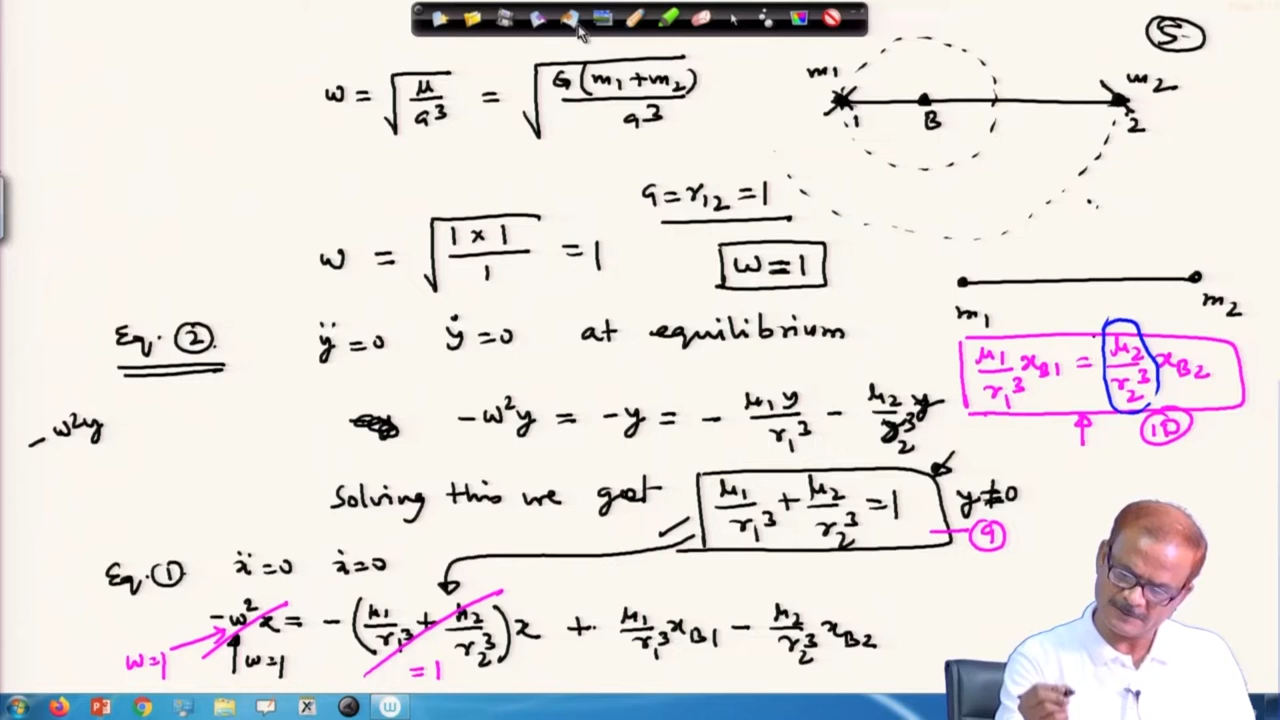 5
ω = √(μ/a³) = √(G(m₁+m₂)/a³)
m₁ m₂
1 B 2
a = r₁₂ = 1
ω = √(1×1/1) = 1
ω = 1
m₁ m₂
Eq. ②. ÿ = 0 ẏ = 0 at equilibrium
μ₁/r₁³ x_B1 = μ₂/r₂³ x_B2
⑩
-ω²y
-ω²y = -y = - μ₁y/r₁³ - μ₂/r₂³ y
Solving this we get μ₁/r₁³ + μ₂/r₂³ = 1 y ≠ 0
⑨
Eq. ① ẍ = 0 ẋ = 0
-ω²x = -(μ₁/r₁³ + μ₂/r₂³)x + μ₁/r₁³ x_B1 - μ₂/r₂³ x_B2
ω=1 ω=1 =1